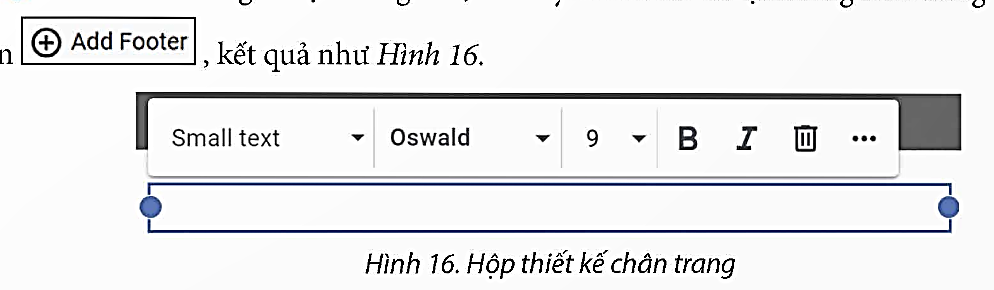 n Add Footer , kết quả như Hình 16.
Small text Oswald 9 B I
Hình 16. Hộp thiết kế chân trang